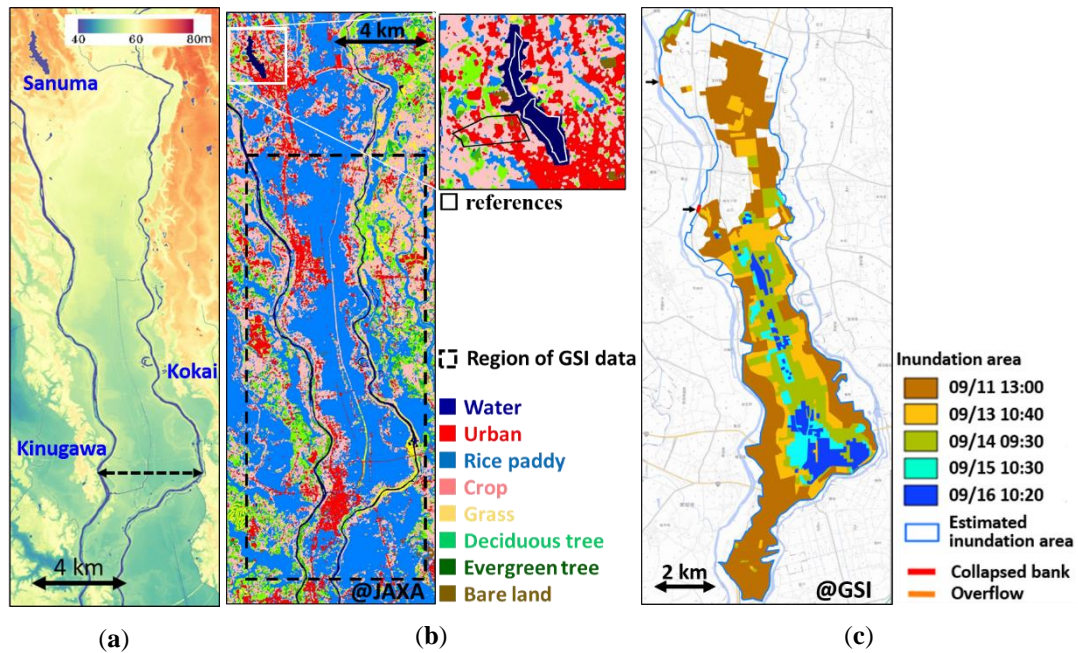 40 60 80m
Sanuma
Kokai
Kinugawa
4 km
(a)
4 km
references
Region of GSI data
Water
Urban
Rice paddy
Crop
Grass
Deciduous tree
Evergreen tree
Bare land
@JAXA
(b)
2 km
@GSI
Inundation area
09/11 13:00
09/13 10:40
09/14 09:30
09/15 10:30
09/16 10:20
Estimated
inundation area
Collapsed bank
Overflow
(c)